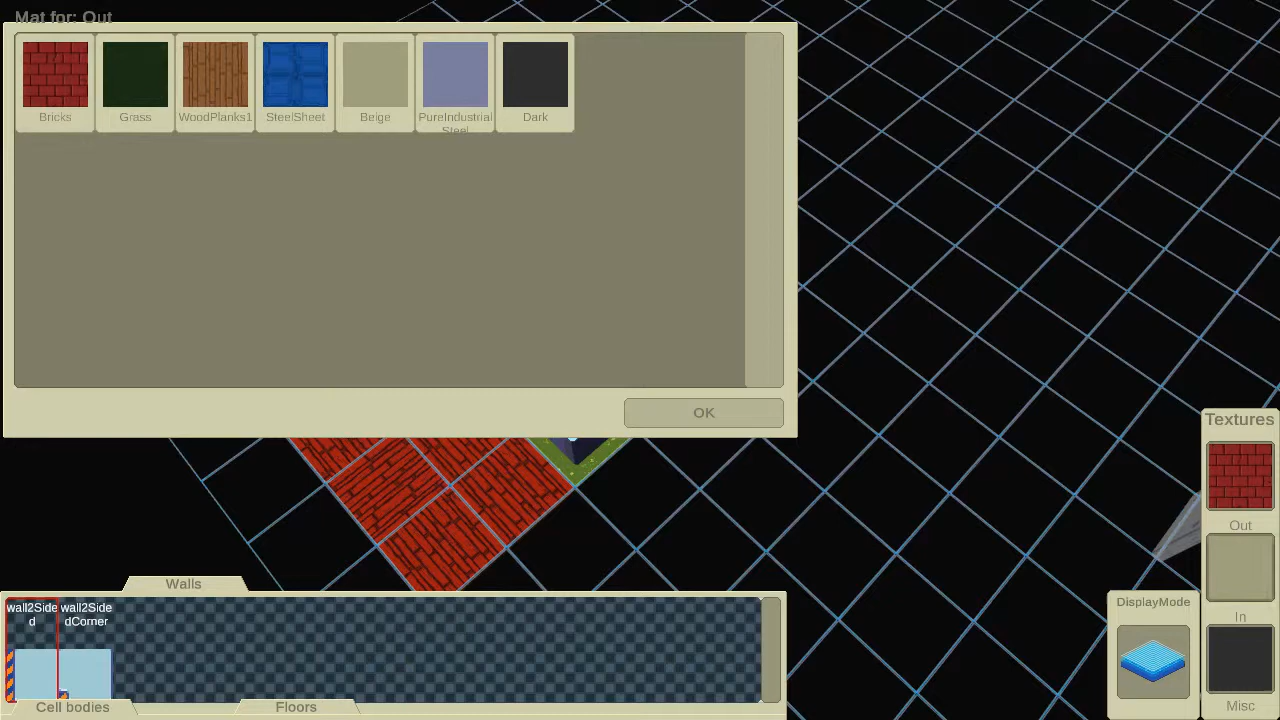 Mat for: Out
Bricks
Grass
WoodPlanks1
SteelSheet
Beige
PureIndustrial
Steel
Dark
OK
Textures
Out
In
Misc
DisplayMode
Walls
wall2Side
d
wall2Side
dCorner
Cell bodies
Floors